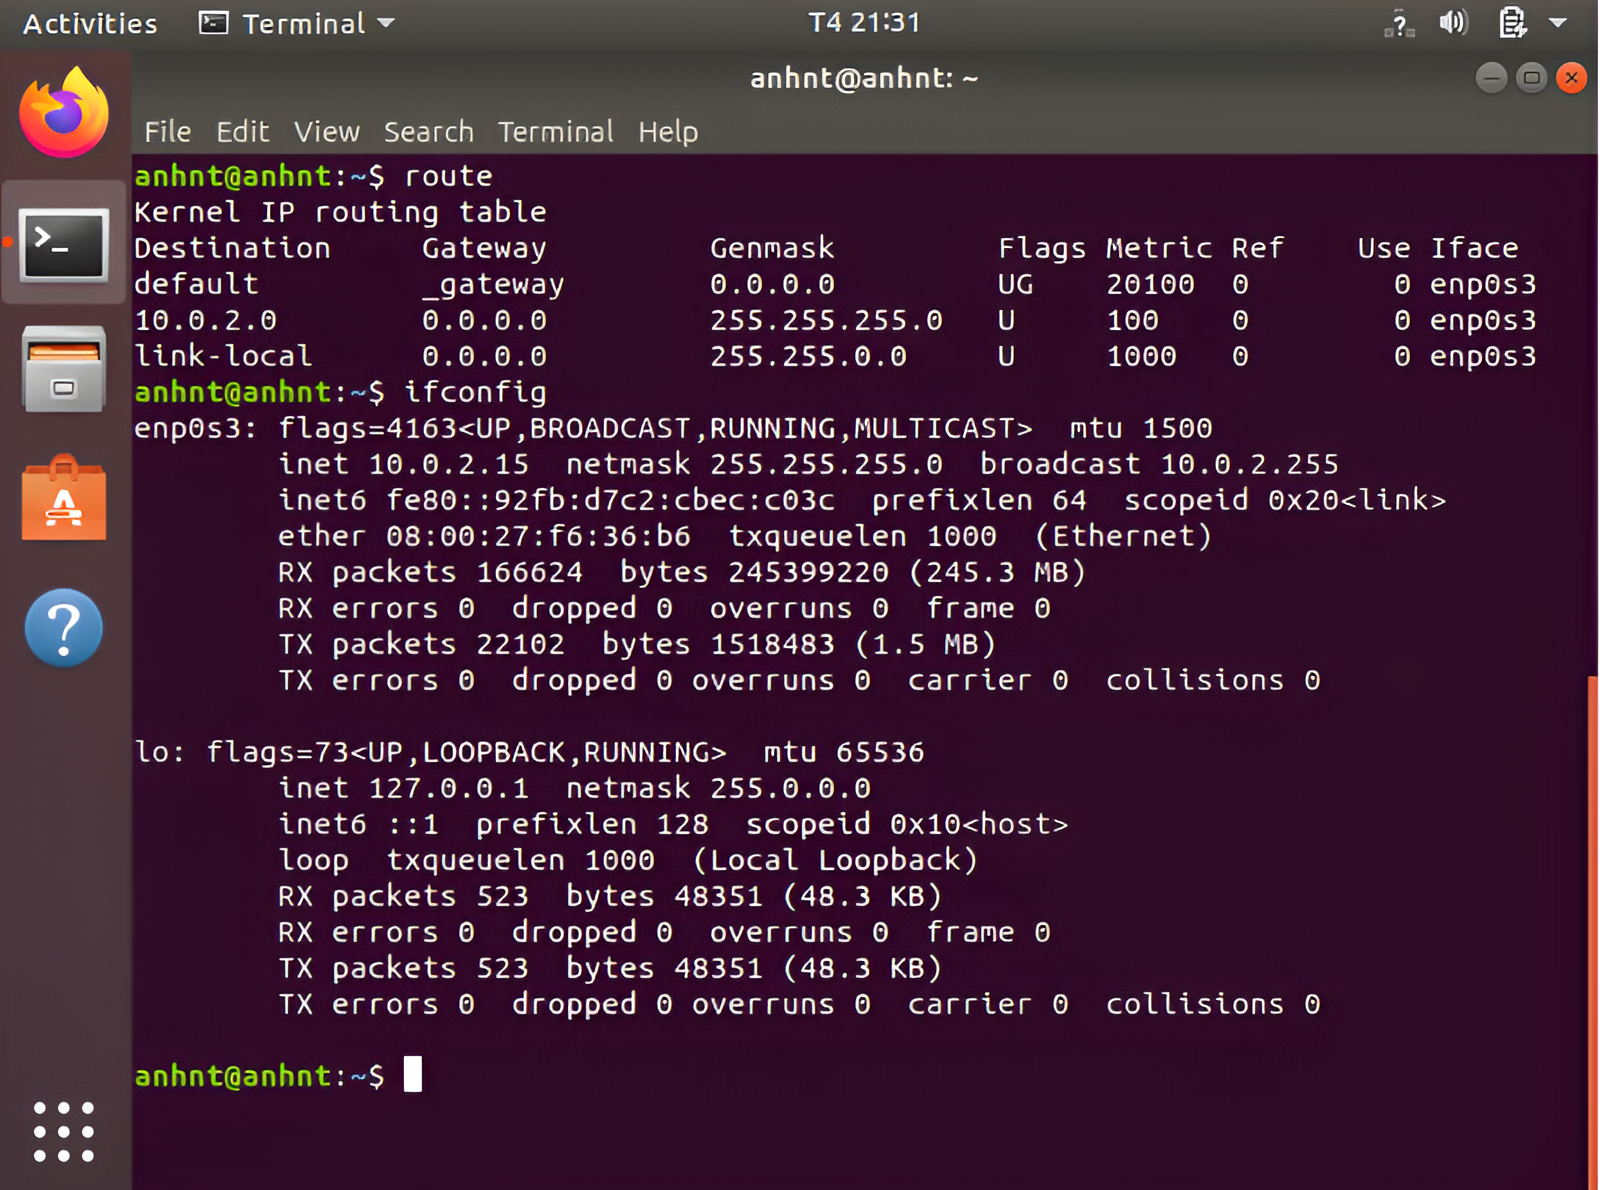 Activities Terminal T4 21:31 ?
anhnt@anhnt: ~
File Edit View Search Terminal Help
anhnt@anhnt:~$ route
Kernel IP routing table
Destination Gateway Genmask Flags Metric Ref Use Iface
default _gateway 0.0.0.0 UG 20100 0 0 enp0s3
10.0.2.0 0.0.0.0 255.255.255.0 U 100 0 0 enp0s3
link-local 0.0.0.0 255.255.0.0 U 1000 0 0 enp0s3
anhnt@anhnt:~$ ifconfig
enp0s3: flags=4163<UP,BROADCAST,RUNNING,MULTICAST> mtu 1500
inet 10.0.2.15 netmask 255.255.255.0 broadcast 10.0.2.255
inet6 fe80::92fb:d7c2:cbec:c03c prefixlen 64 scopeid 0x20<link>
ether 08:00:27:f6:36:b6 txqueuelen 1000 (Ethernet)
RX packets 166624 bytes 245399220 (245.3 MB)
RX errors 0 dropped 0 overruns 0 frame 0
TX packets 22102 bytes 1518483 (1.5 MB)
TX errors 0 dropped 0 overruns 0 carrier 0 collisions 0
lo: flags=73<UP,LOOPBACK,RUNNING> mtu 65536
inet 127.0.0.1 netmask 255.0.0.0
inet6 ::1 prefixlen 128 scopeid 0x10<host>
loop txqueuelen 1000 (Local Loopback)
RX packets 523 bytes 48351 (48.3 KB)
RX errors 0 dropped 0 overruns 0 frame 0
TX packets 523 bytes 48351 (48.3 KB)
TX errors 0 dropped 0 overruns 0 carrier 0 collisions 0
anhnt@anhnt:~$